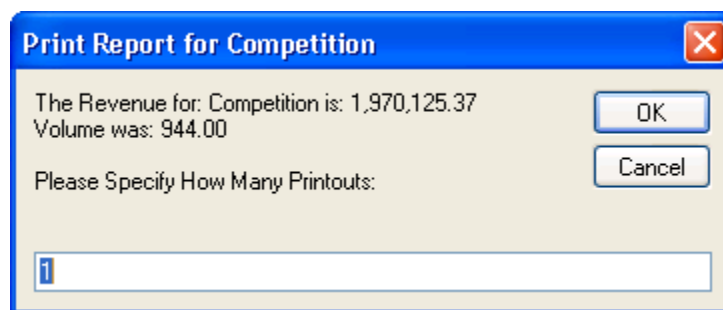 Print Report for Competition
The Revenue for: Competition is: 1,970,125.37
Volume was: 944.00
OK
Cancel
Please Specify How Many Printouts:
1